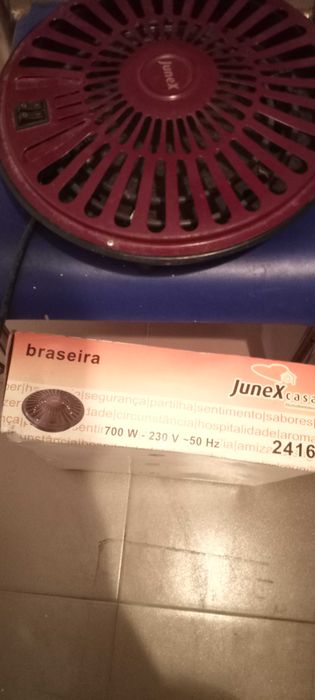 JuneX
braseira
JuneX casa
segurança|partilha|sentimento|sabores|
dade|circunstância|hospitalidade|aroma
700 W - 230 V ~50 Hz
2416